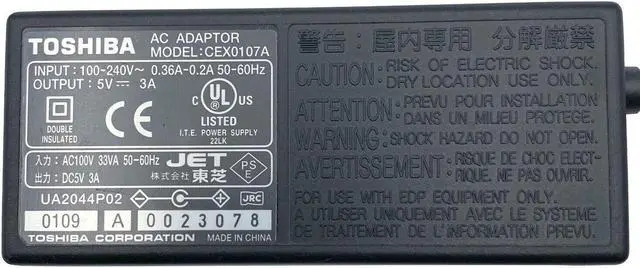 TOSHIBA
AC ADAPTOR
MODEL:CEX0107A
INPUT: 100-240V~ 0.36A-0.2A 50-60Hz
OUTPUT: 5V ⎓ 3A
DOUBLE
INSULATED
CE
C UL US
LISTED
I.T.E. POWER SUPPLY
22LK
入力: AC100V 33VA 50-60Hz
出力: DC5V 3A
JET
株式会社 東芝
PS
E
UA2044P02
JRC
0109 A 0023078
TOSHIBA CORPORATION MADE IN CHINA
警告: 屋内専用 分解厳禁
CAUTION: RISK OF ELECTRIC SHOCK.
DRY LOCATION USE ONLY.
ATTENTION: PREVU POUR INSTALLATION
DANS UN MILIEU PROTEGE.
WARNING: SHOCK HAZARD DO NOT OPEN.
AVERTISSEMENT: RISQUE DE CHOC ELECT-
RIQUE. NE PAS OUVRIR.
FOR USE WITH EDP EQUIPMENT ONLY.
A UTILISER UNIQUEMENT AVEC LE SYSTEME
DE TRAITEMENT DE L'INFORMATION PREVU.